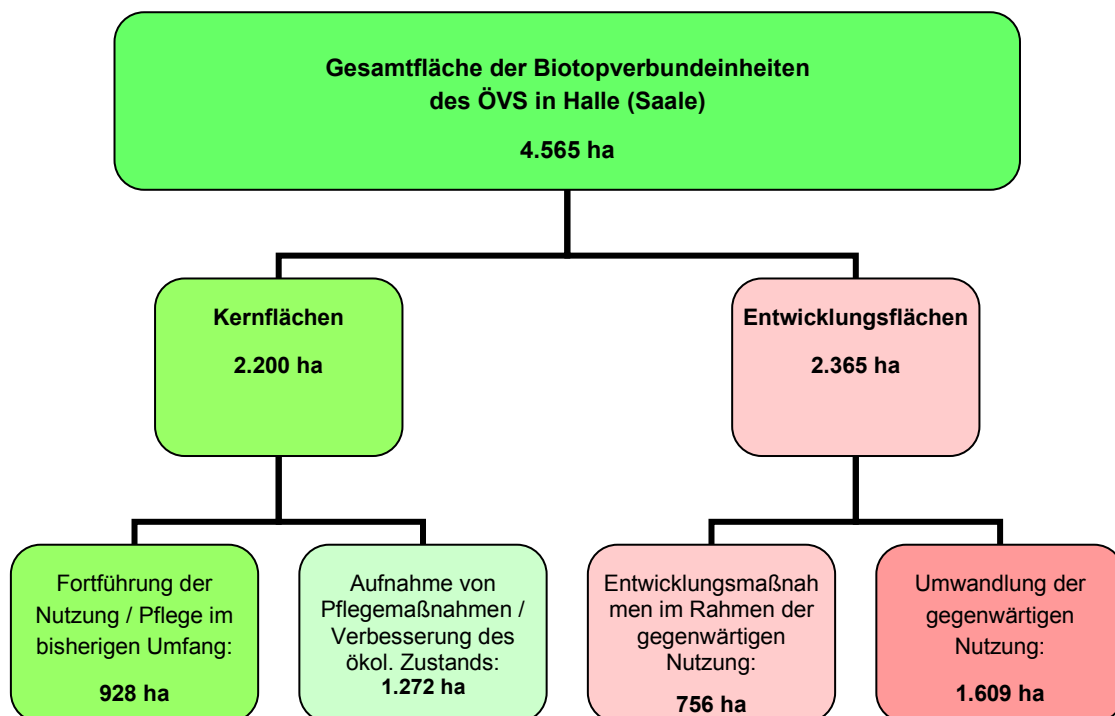 Gesamtfläche der Biotopverbundeinheiten
des ÖVS in Halle (Saale)
4.565 ha
Kernflächen
2.200 ha
Entwicklungsflächen
2.365 ha
Fortführung der
Nutzung / Pflege im
bisherigen Umfang:
928 ha
Aufnahme von
Pflegemaßnahmen /
Verbesserung des
ökol. Zustands:
1.272 ha
Entwicklungsmaßnah
men im Rahmen der
gegenwärtigen
Nutzung:
756 ha
Umwandlung der
gegenwärtigen
Nutzung:
1.609 ha